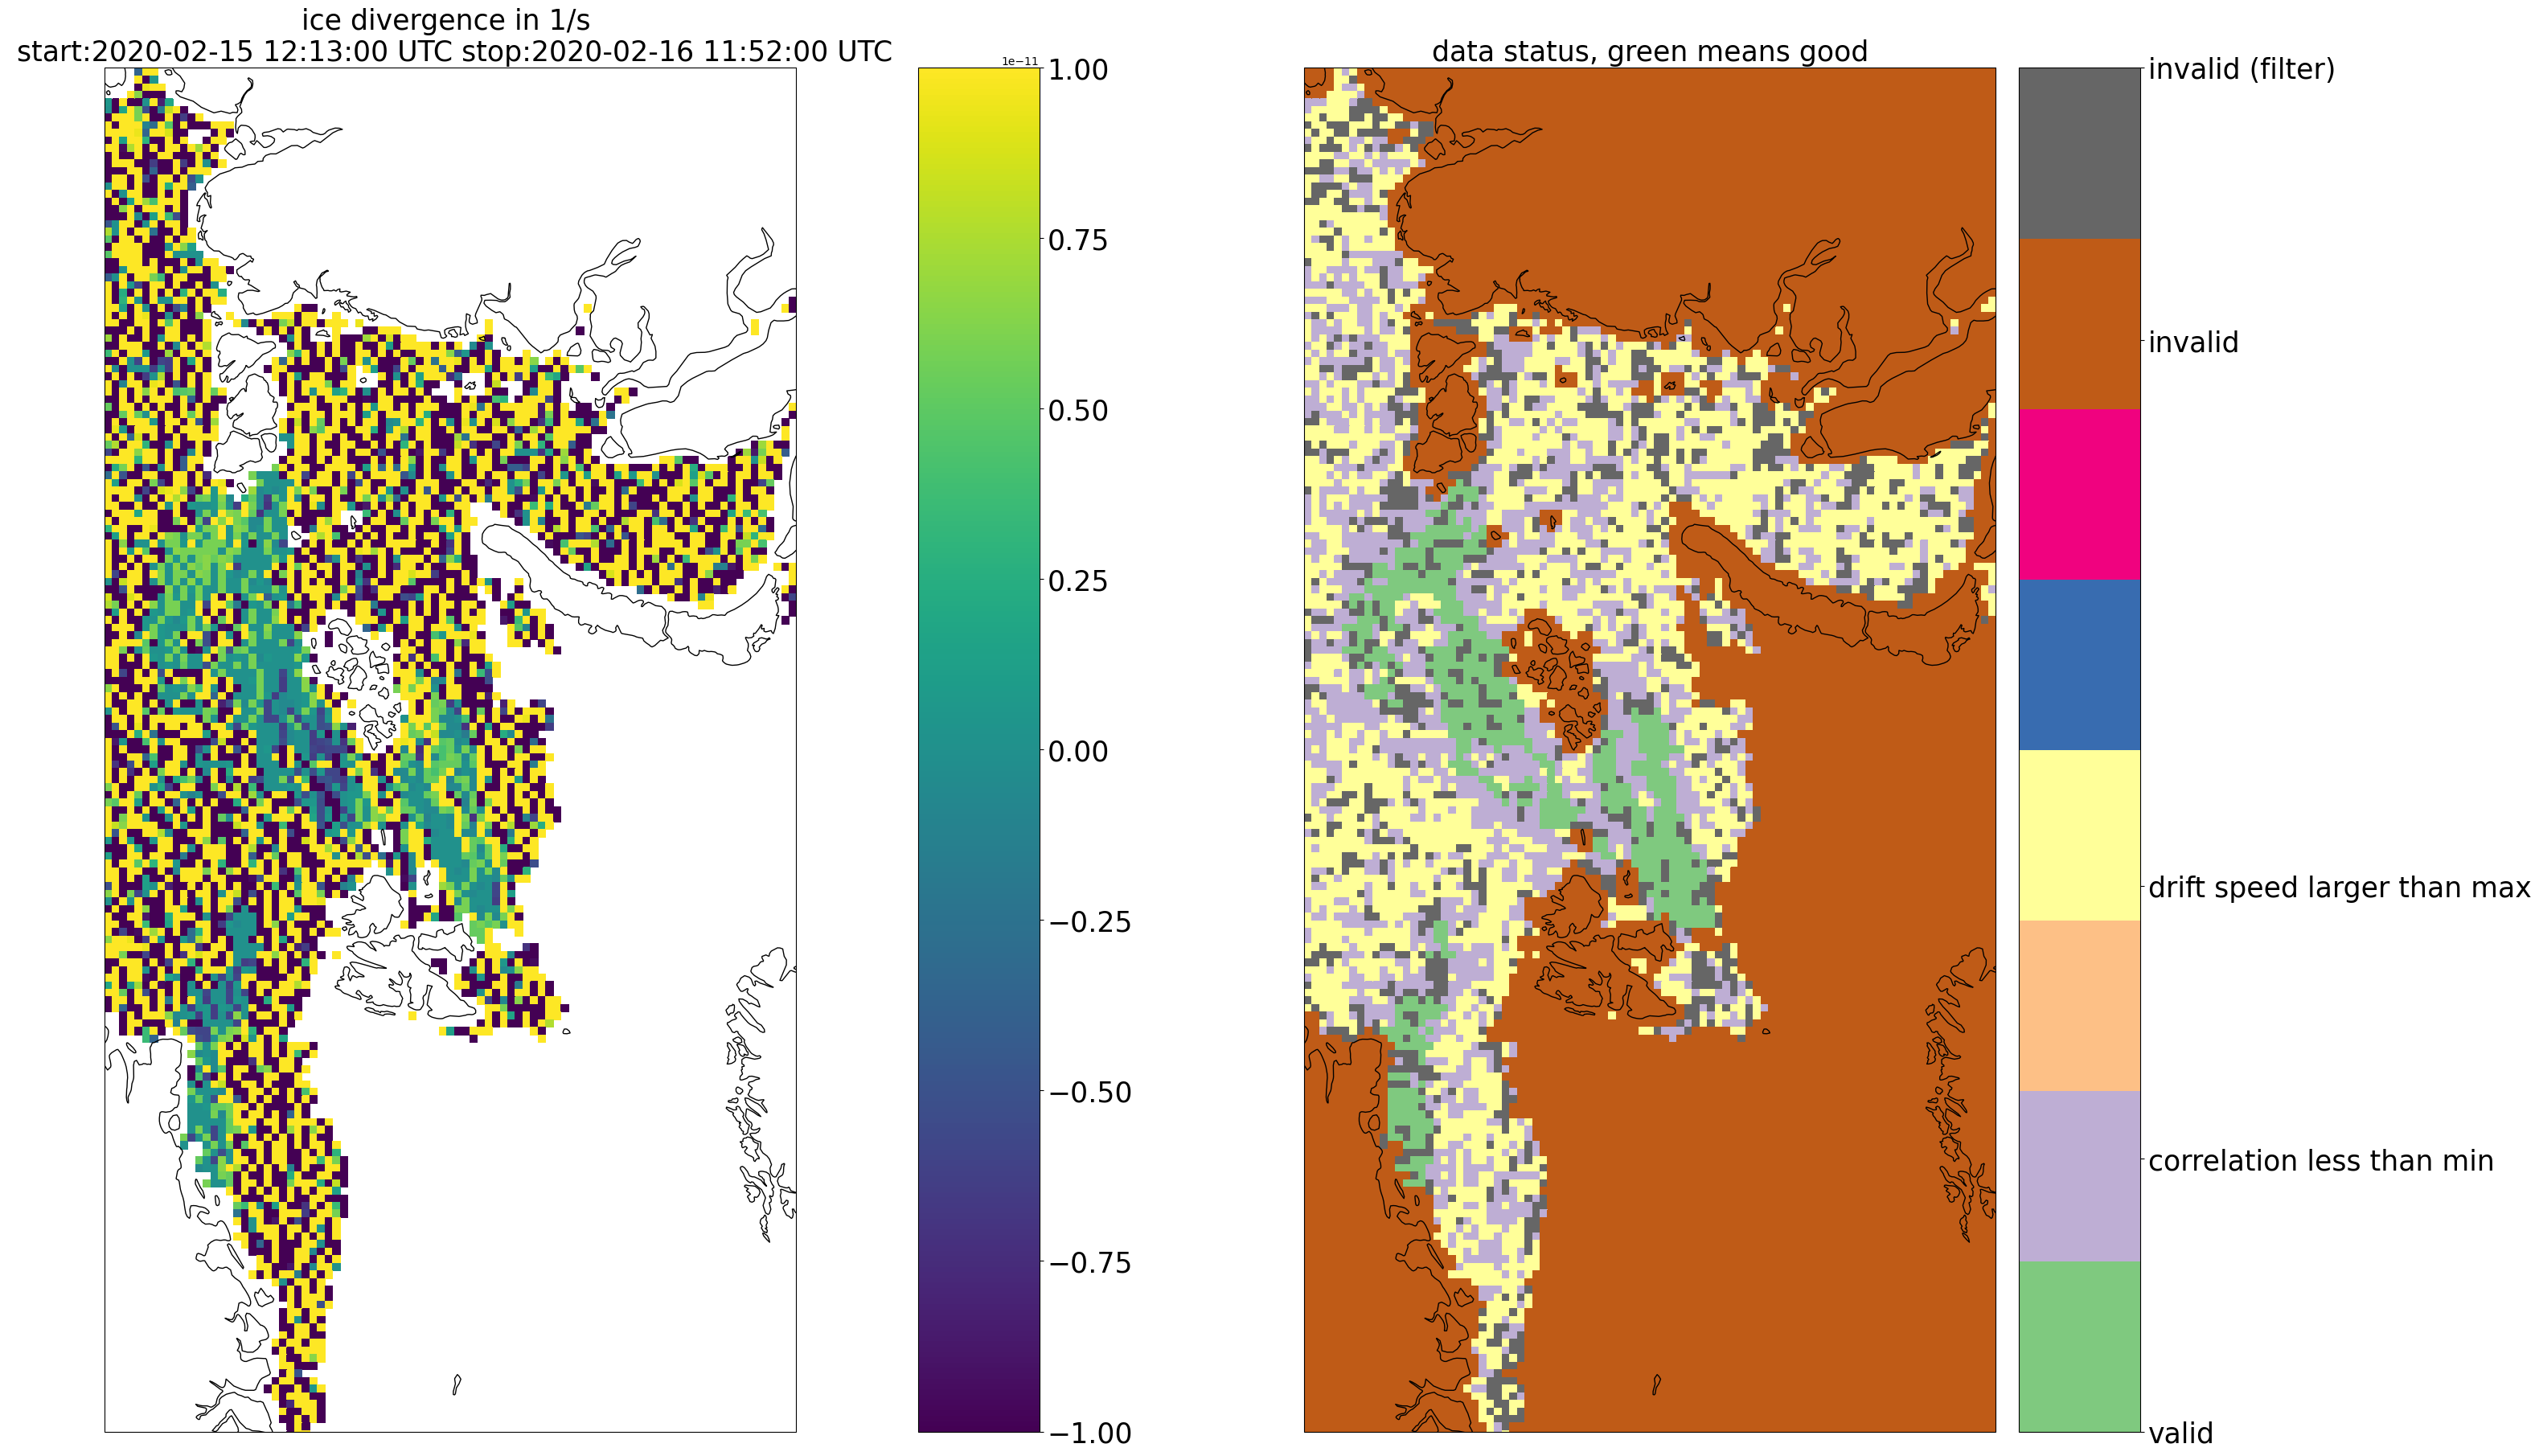 ice divergence in 1/s
start:2020-02-15 12:13:00 UTC stop:2020-02-16 11:52:00 UTC
1e−11
1.00
0.75
0.50
0.25
0.00
−0.25
−0.50
−0.75
−1.00
data status, green means good
invalid (filter)
invalid
drift speed larger than max
correlation less than min
valid